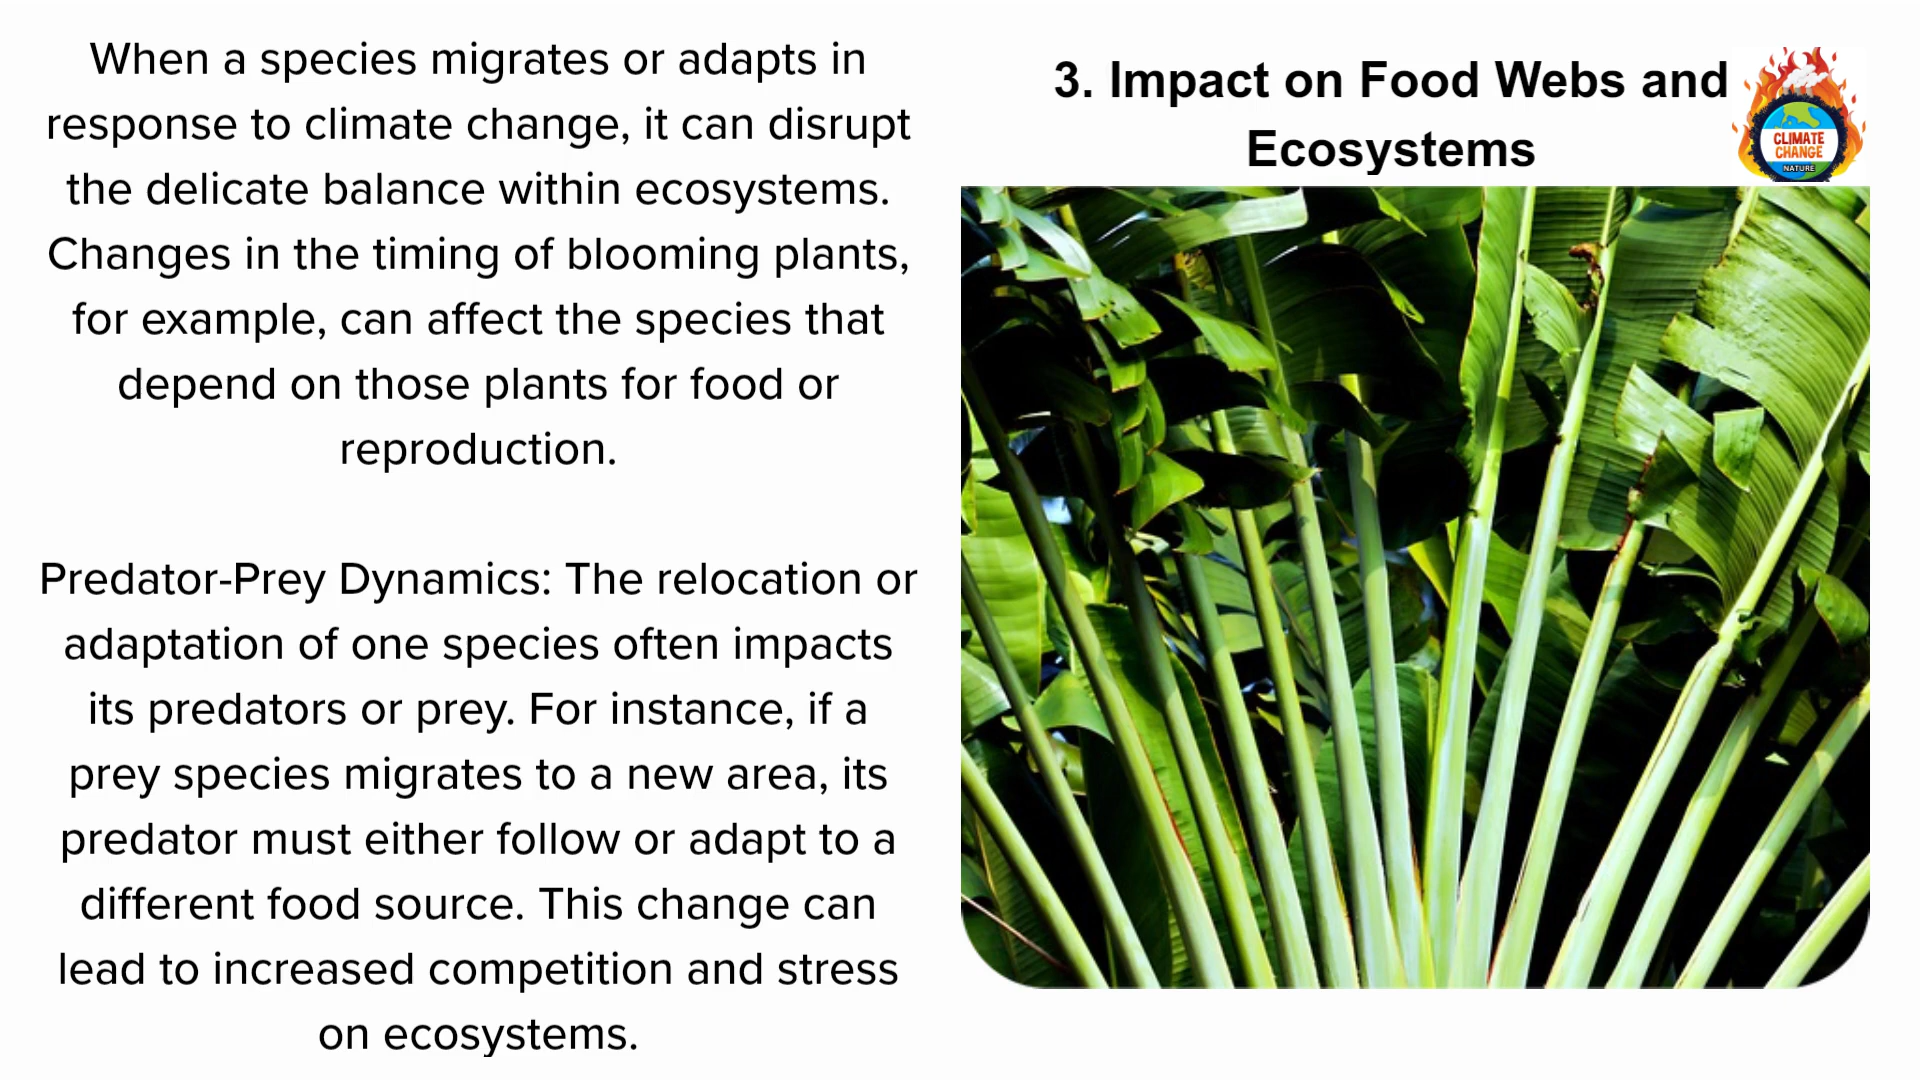 When a species migrates or adapts in
response to climate change, it can disrupt
the delicate balance within ecosystems.
Changes in the timing of blooming plants,
for example, can affect the species that
depend on those plants for food or
reproduction.
Predator-Prey Dynamics: The relocation or
adaptation of one species often impacts
its predators or prey. For instance, if a
prey species migrates to a new area, its
predator must either follow or adapt to a
different food source. This change can
lead to increased competition and stress
on ecosystems.
3. Impact on Food Webs and
Ecosystems
CLIMATE
CHANGE
NATURE